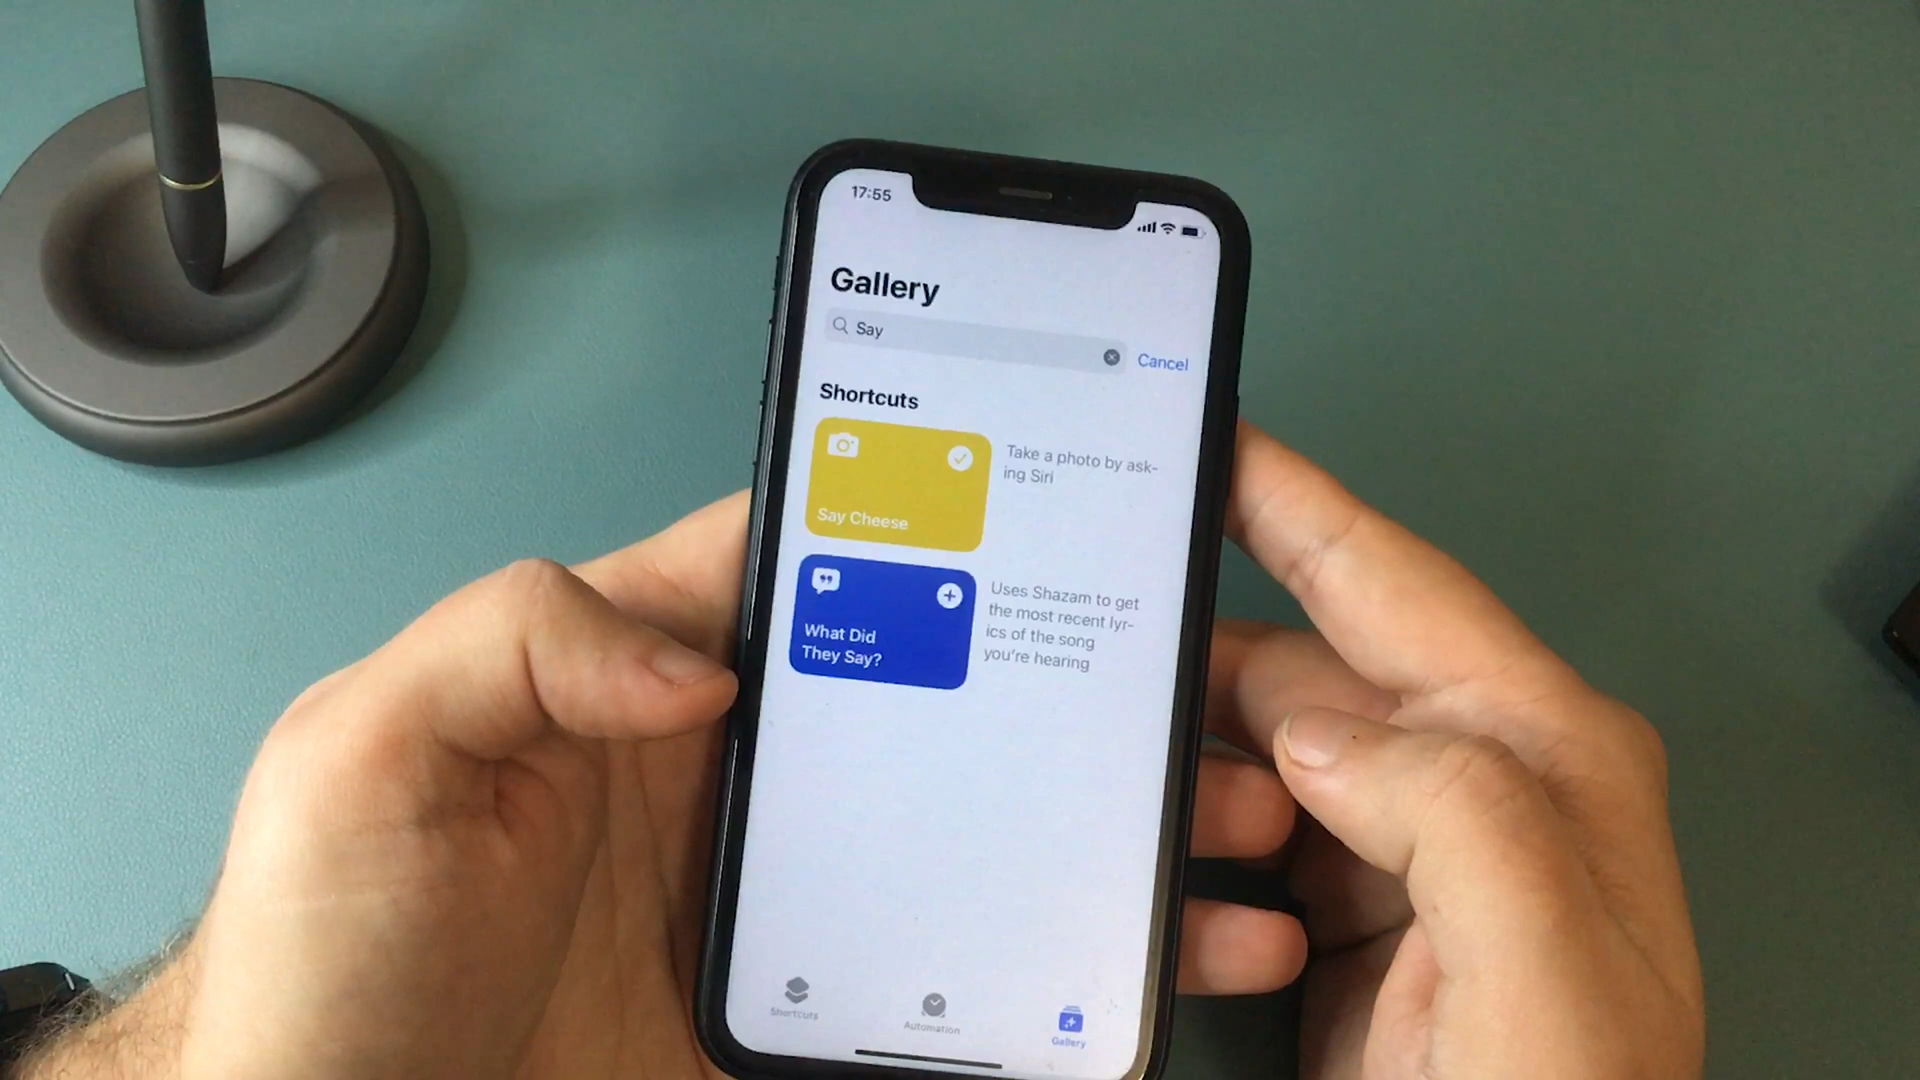 17:55
Gallery
Say
Cancel
Shortcuts
Say Cheese
Take a photo by ask-
ing Siri
What Did
They Say?
Uses Shazam to get
the most recent lyr-
ics of the song
you're hearing
Shortcuts
Automation
Gallery